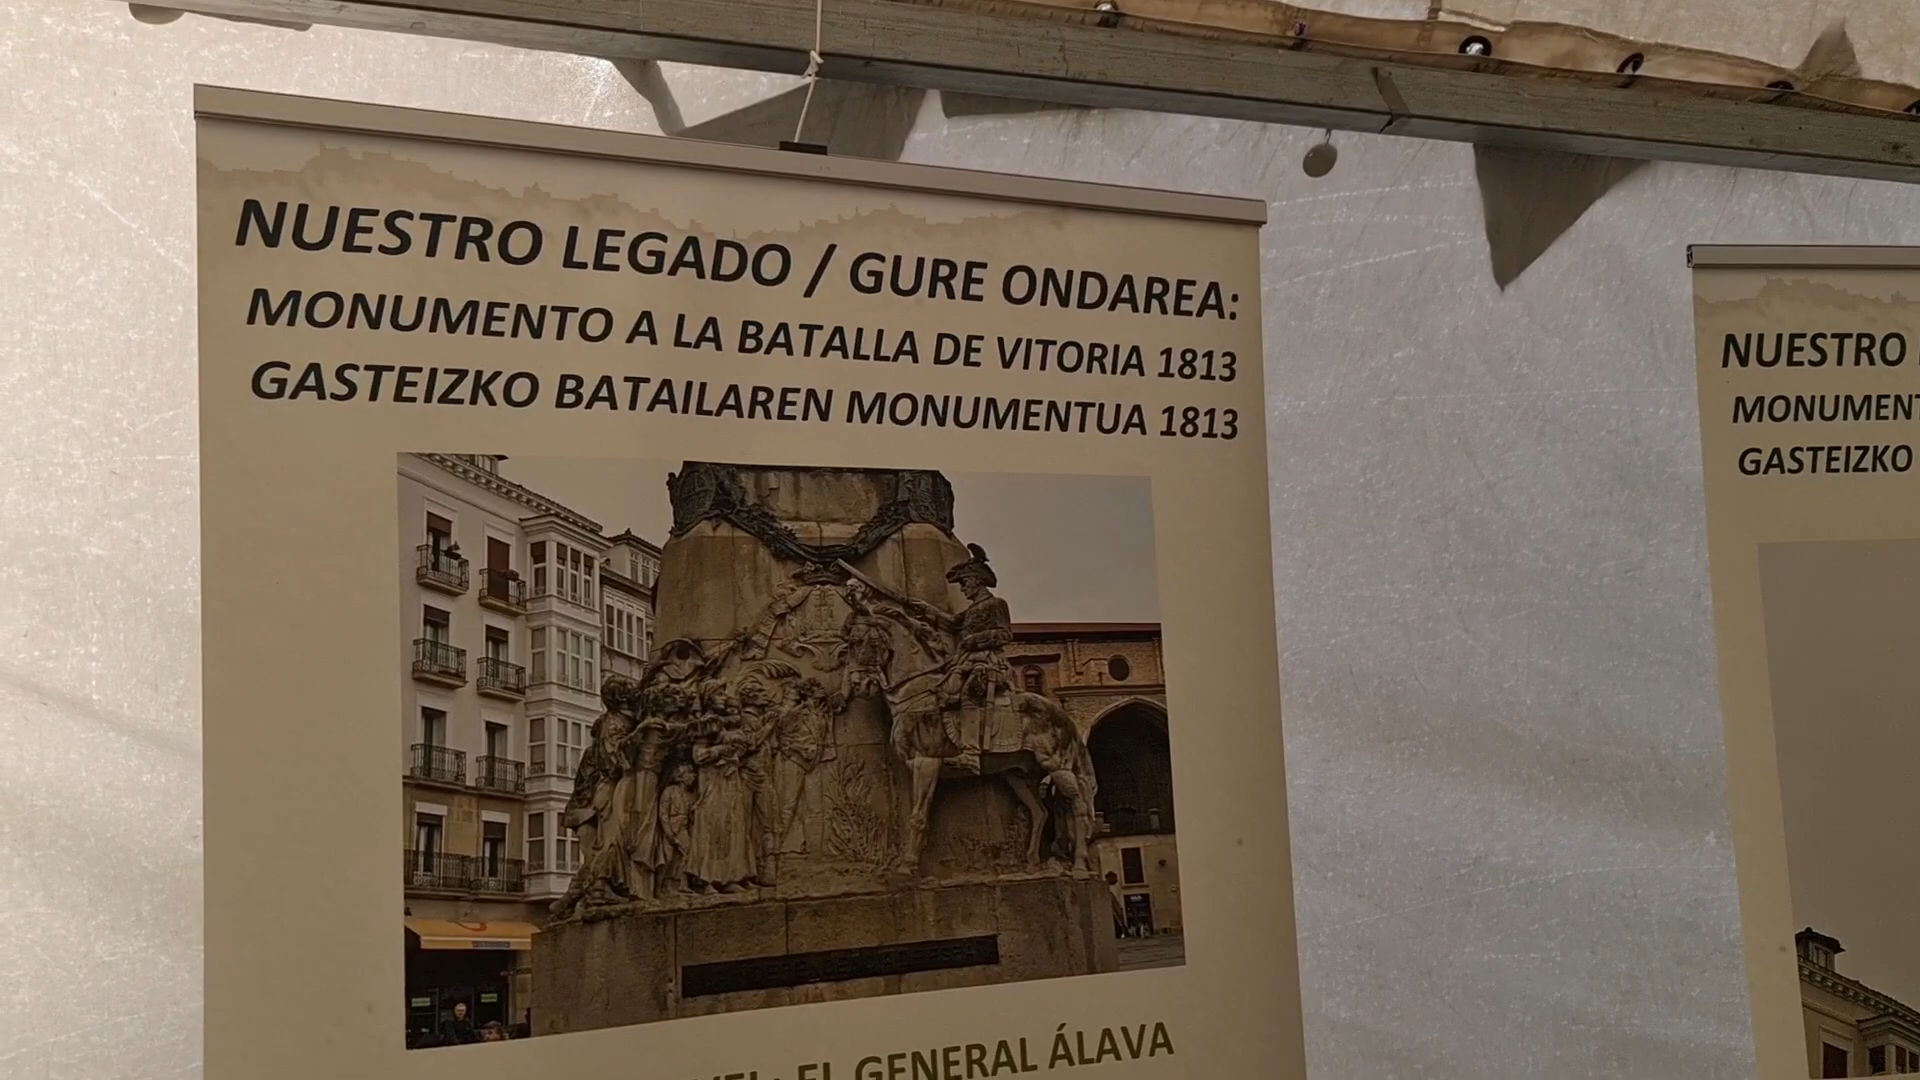 NUESTRO LEGADO / GURE ONDAREA:
MONUMENTO A LA BATALLA DE VITORIA 1813
GASTEIZKO BATAILAREN MONUMENTUA 1813
EL GENERAL ÁLAVA
NUESTRO
GASTEIZKO